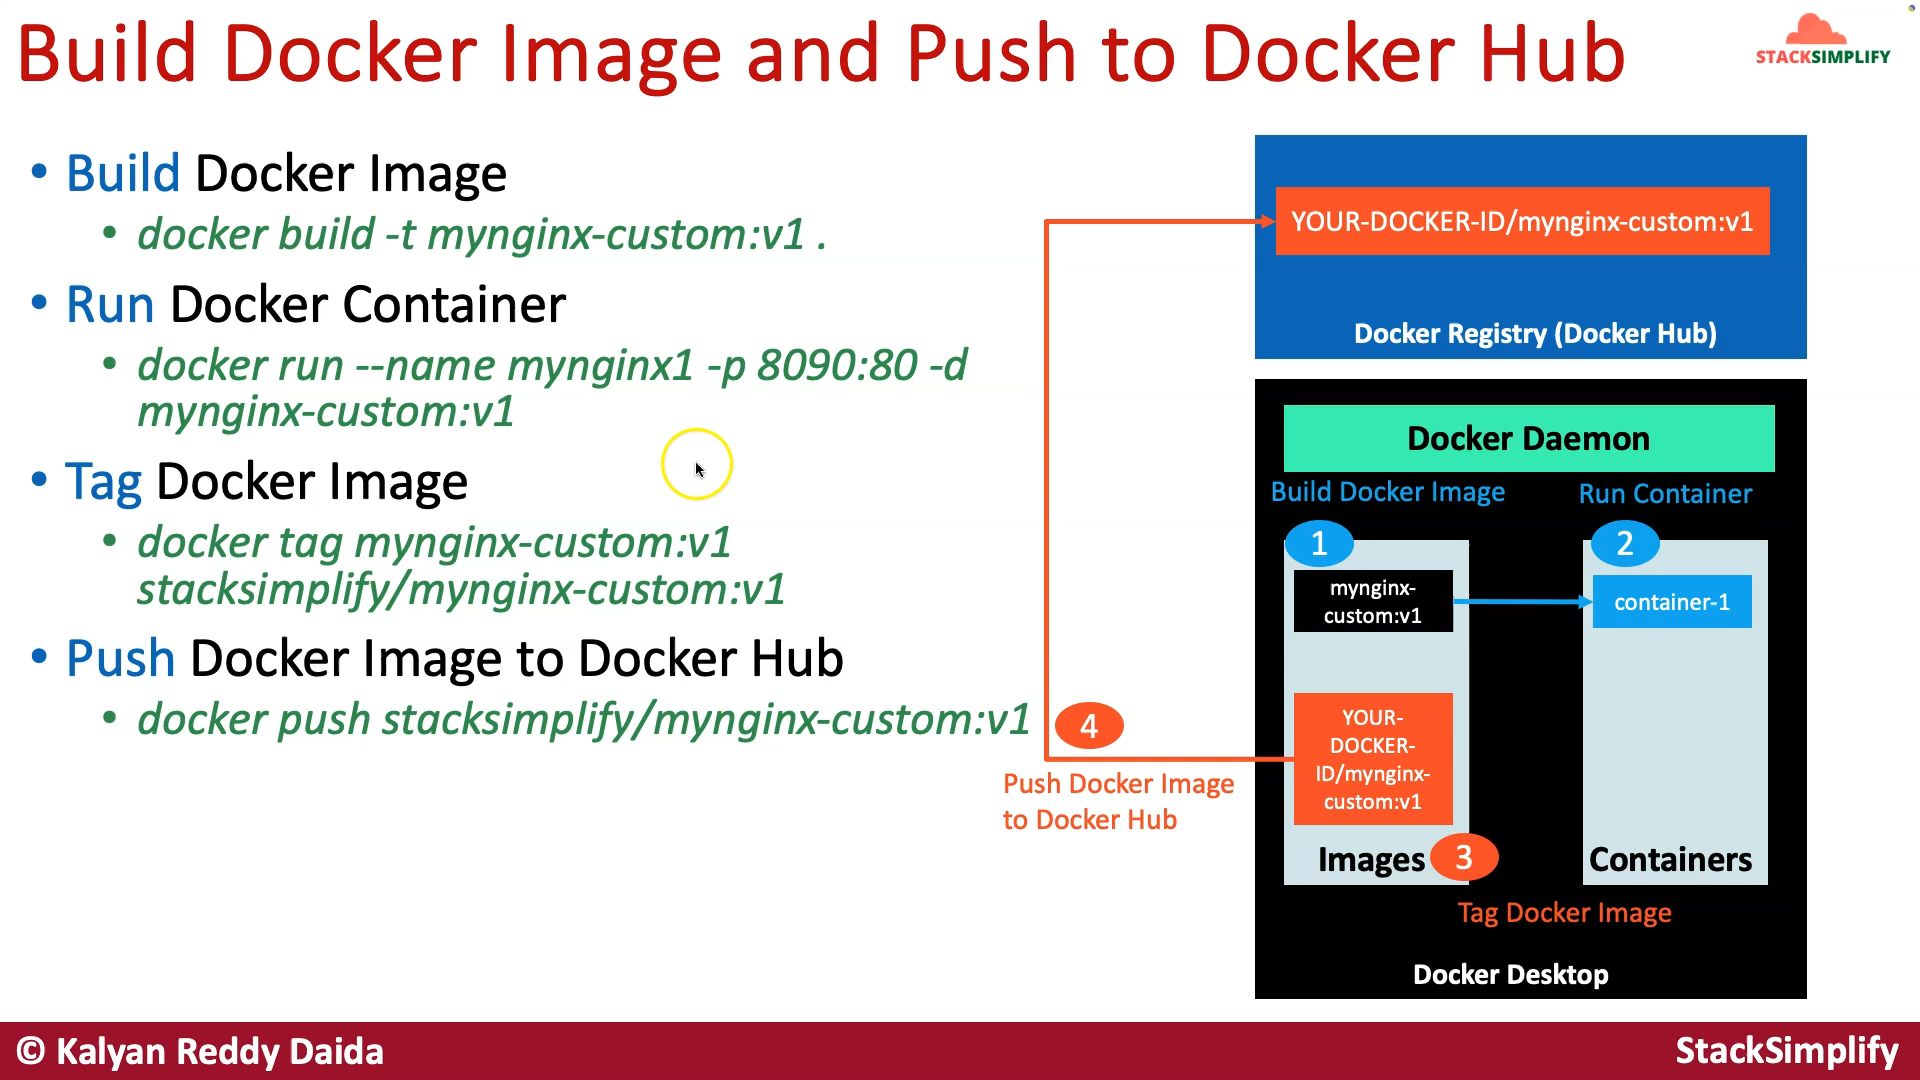 Build Docker Image and Push to Docker Hub
STACKSIMPLIFY
• Build Docker Image
• docker build -t mynginx-custom:v1 .
• Run Docker Container
• docker run --name mynginx1 -p 8090:80 -d
mynginx-custom:v1
• Tag Docker Image
• docker tag mynginx-custom:v1
stacksimplify/mynginx-custom:v1
• Push Docker Image to Docker Hub
• docker push stacksimplify/mynginx-custom:v1
YOUR-DOCKER-ID/mynginx-custom:v1
Docker Registry (Docker Hub)
Docker Daemon
Build Docker Image
Run Container
1
2
mynginx-
custom:v1
container-1
4
Push Docker Image
to Docker Hub
YOUR-
DOCKER-
ID/mynginx-
custom:v1
Images
3
Containers
Tag Docker Image
Docker Desktop
© Kalyan Reddy Daida
StackSimplify